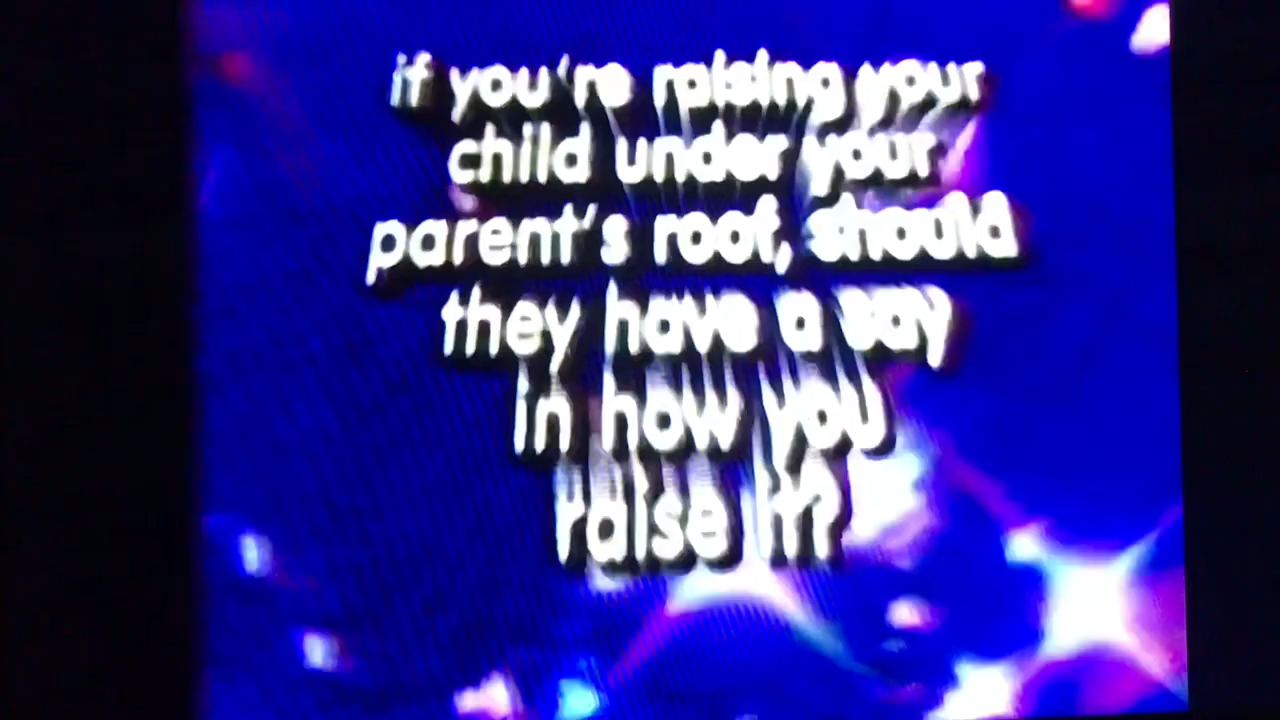 if you're raising your
child under your
parent's roof, should
they have a say
in how you
raise it?